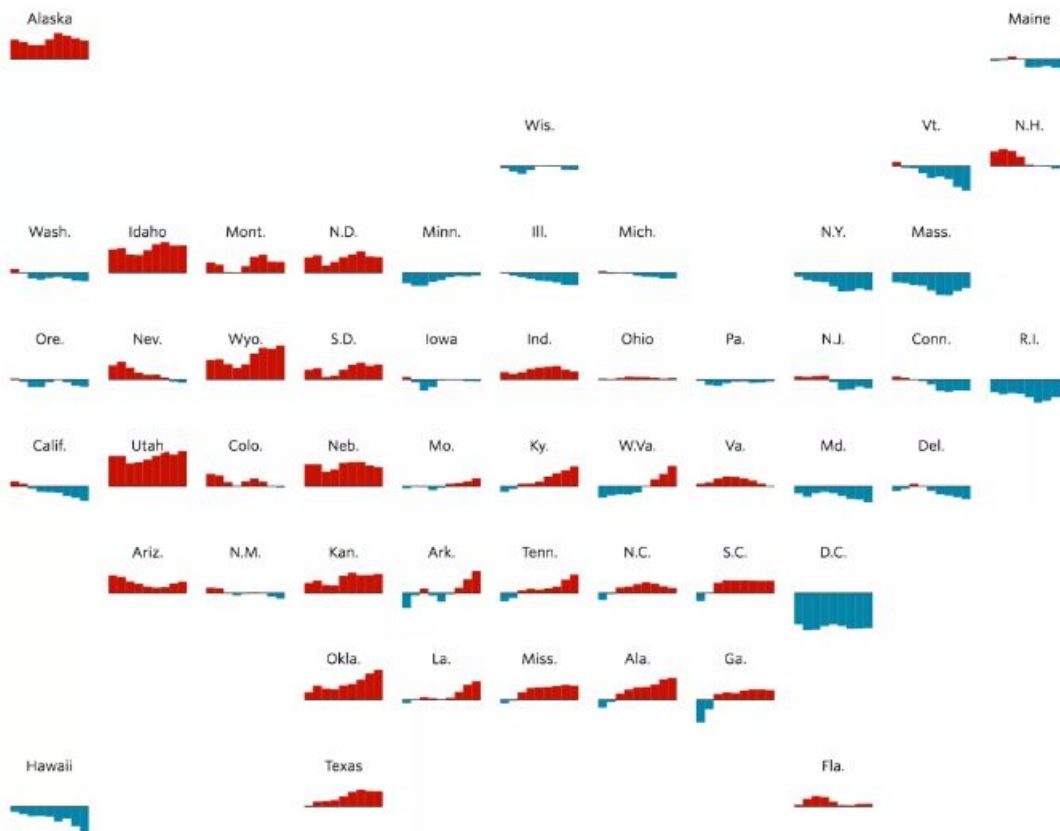 Alaska Maine
Wis. Vt. N.H.
Wash. Idaho Mont. N.D. Minn. Ill. Mich. N.Y. Mass.
Ore. Nev. Wyo. S.D. Iowa Ind. Ohio Pa. N.J. Conn. R.I.
Calif. Utah Colo. Neb. Mo. Ky. W.Va. Va. Md. Del.
Ariz. N.M. Kan. Ark. Tenn. N.C. S.C. D.C.
Okla. La. Miss. Ala. Ga.
Hawaii Texas Fla.